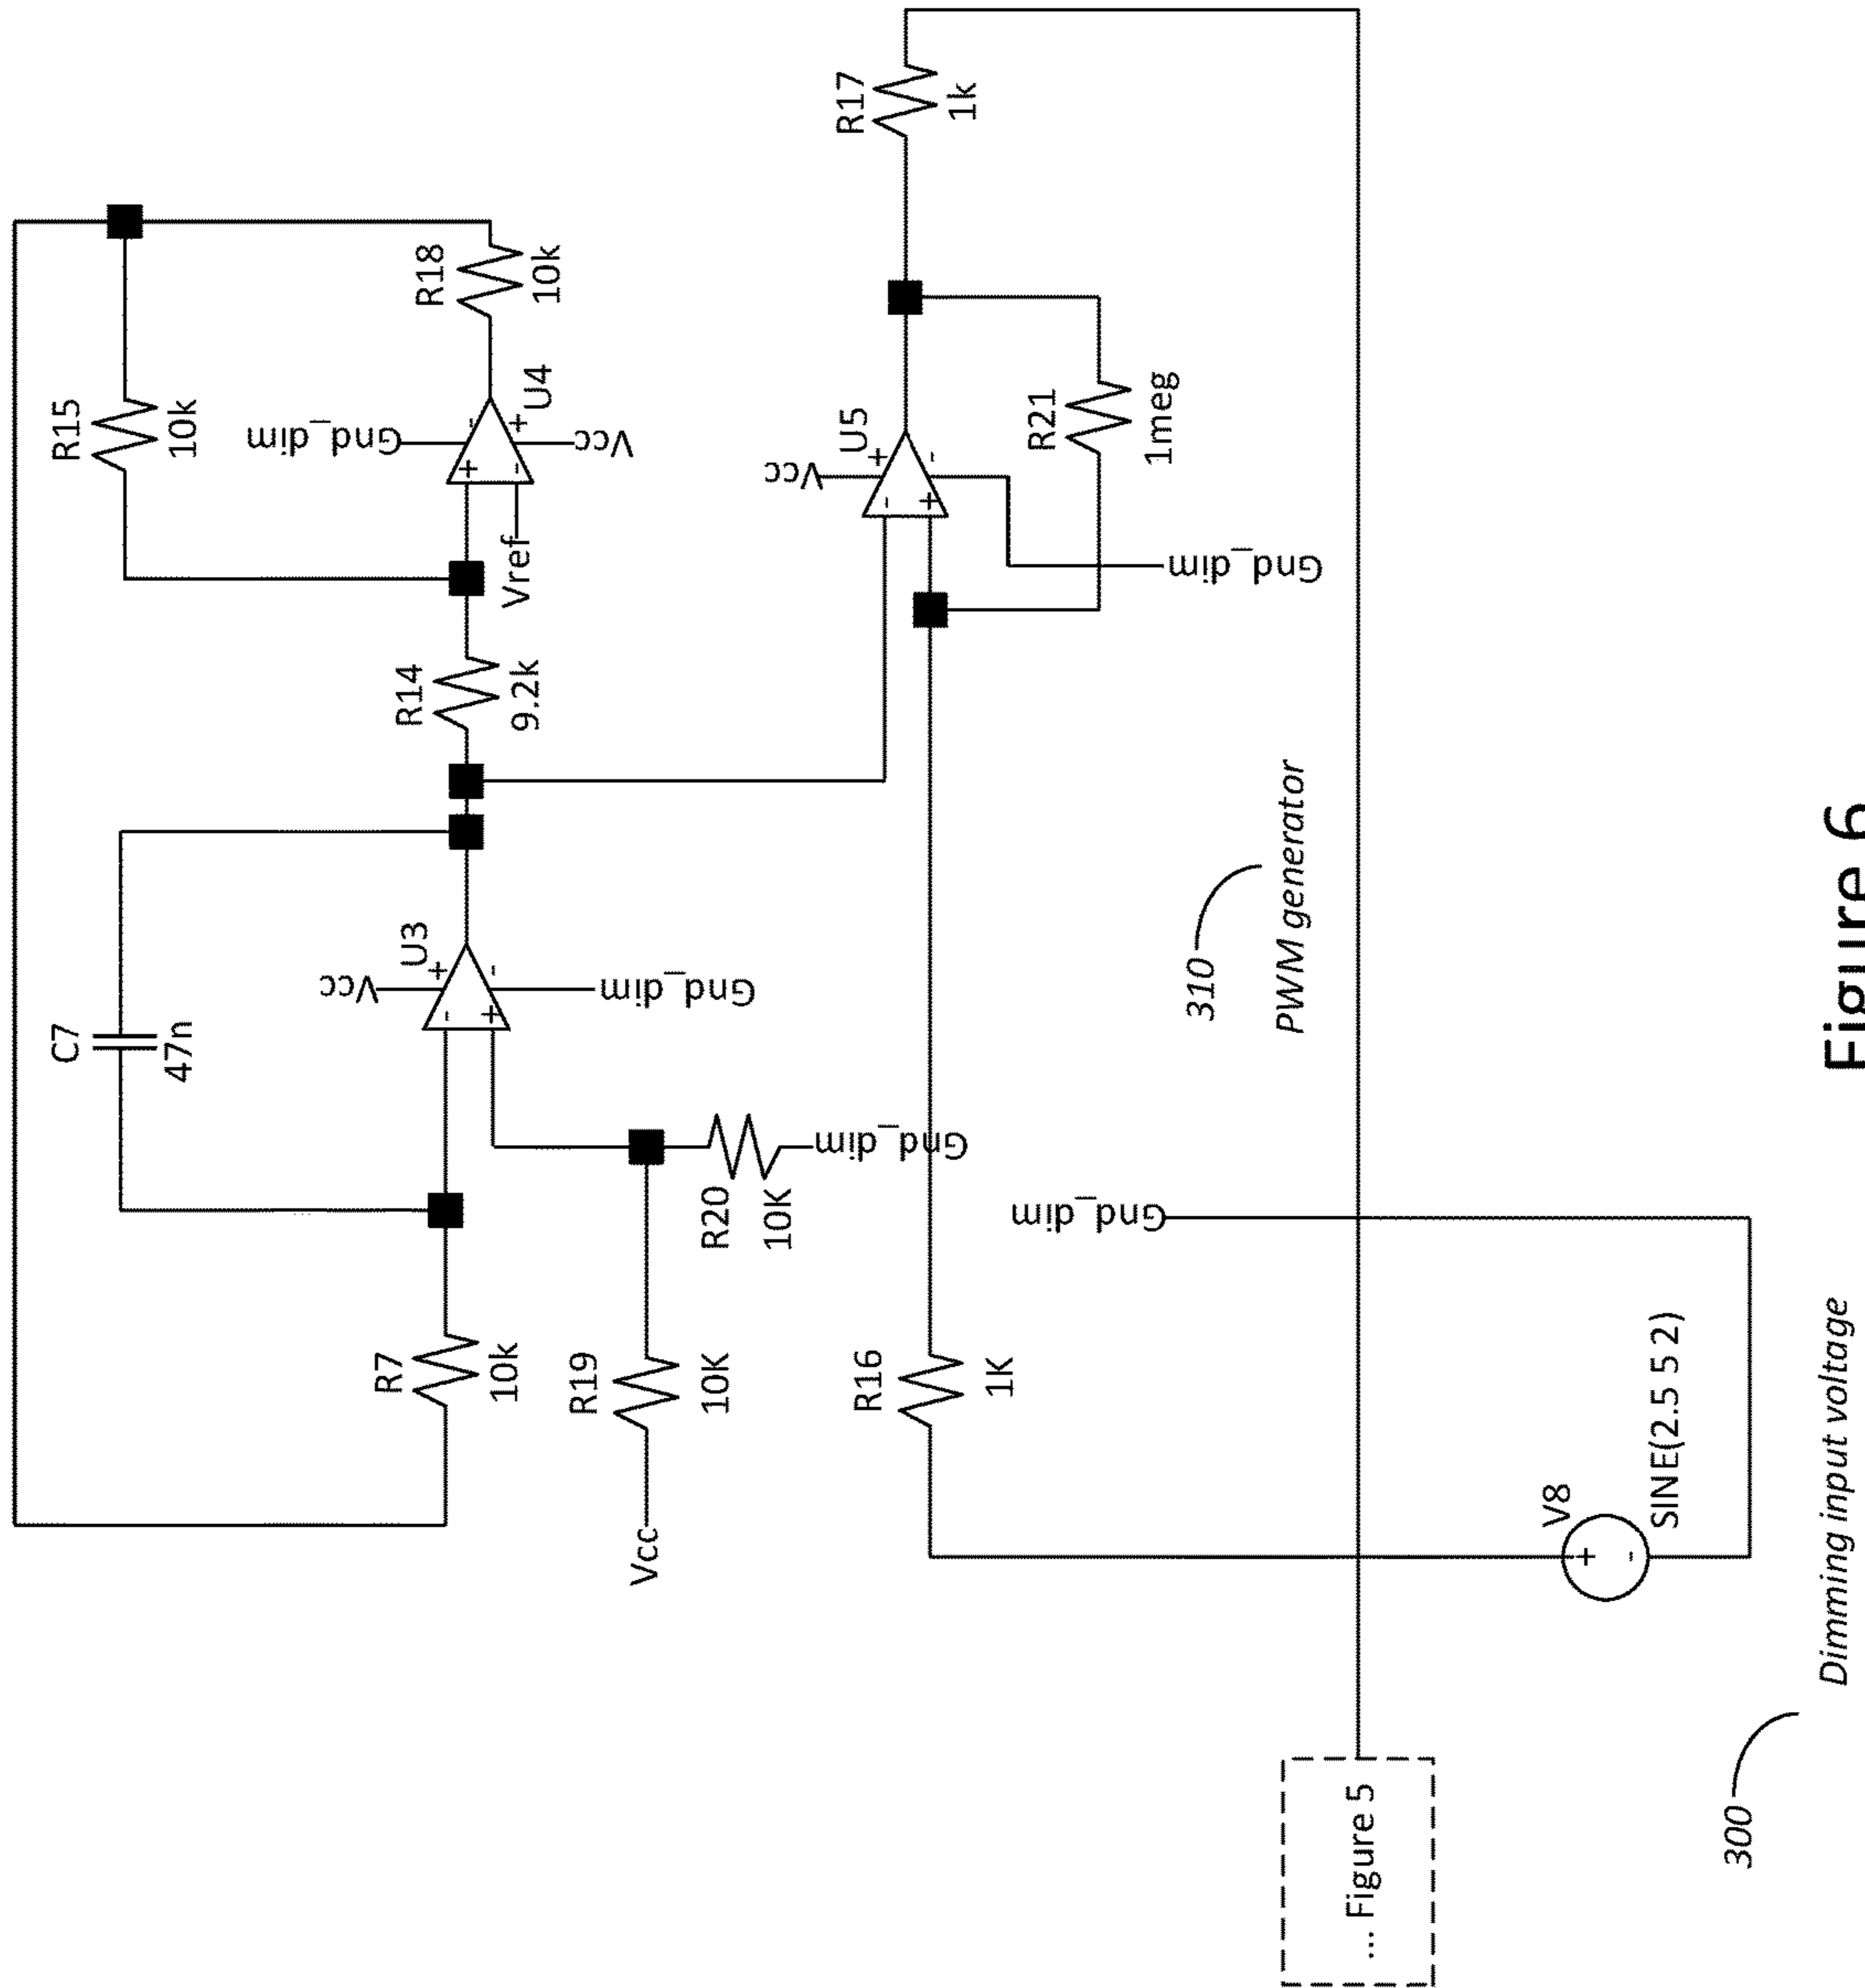 R15
10k
R18
10k
Gnd_dim
+
-
-
+
U4
Vcc
Vref
C7
47n
R14
9.2k
Vcc
U3
+
-
-
+
Gnd_dim
R7
10k
R19
10K
Vcc
R20
10K
Gnd_dim
R17
1k
Vcc
U5
+
-
-
+
R21
1meg
Gnd_dim
R16
1K
Gnd_dim
310
PWM generator
V8
+
-
SINE(2.5 5 2)
... Figure 5
300
Dimming input voltage
Figure 6